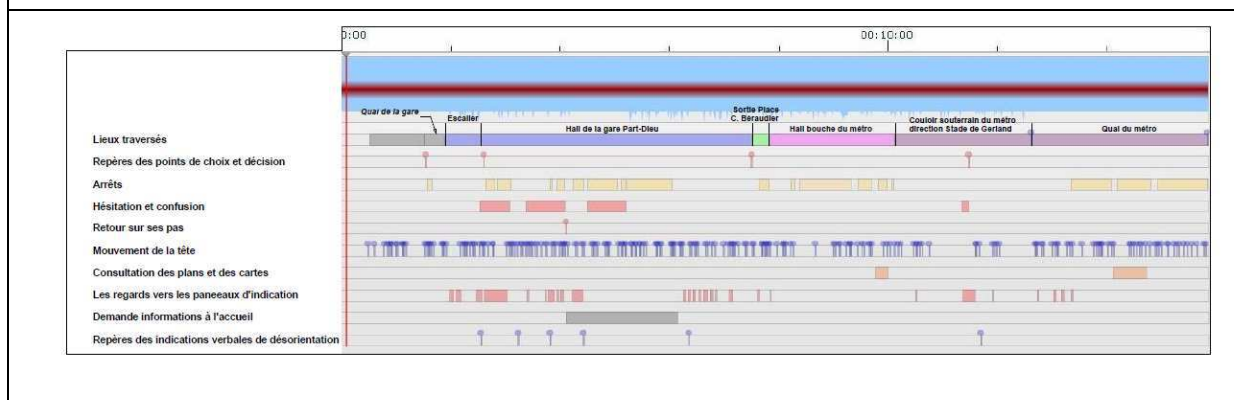 0:00 00:10:00
Quai de la gare
Escalier
Sortie Place
C. Béraudier
Couloir souterrain du métro
direction Stade de Gerland
Lieux traversés
Hall de la gare Part-Dieu
Hall bouche du métro
Quai du métro
Repères des points de choix et décision
Arrêts
Hésitation et confusion
Retour sur ses pas
Mouvement de la tête
Consultation des plans et des cartes
Les regards vers les paneeaux d'indication
Demande informations à l'accueil
Repères des indications verbales de désorientation